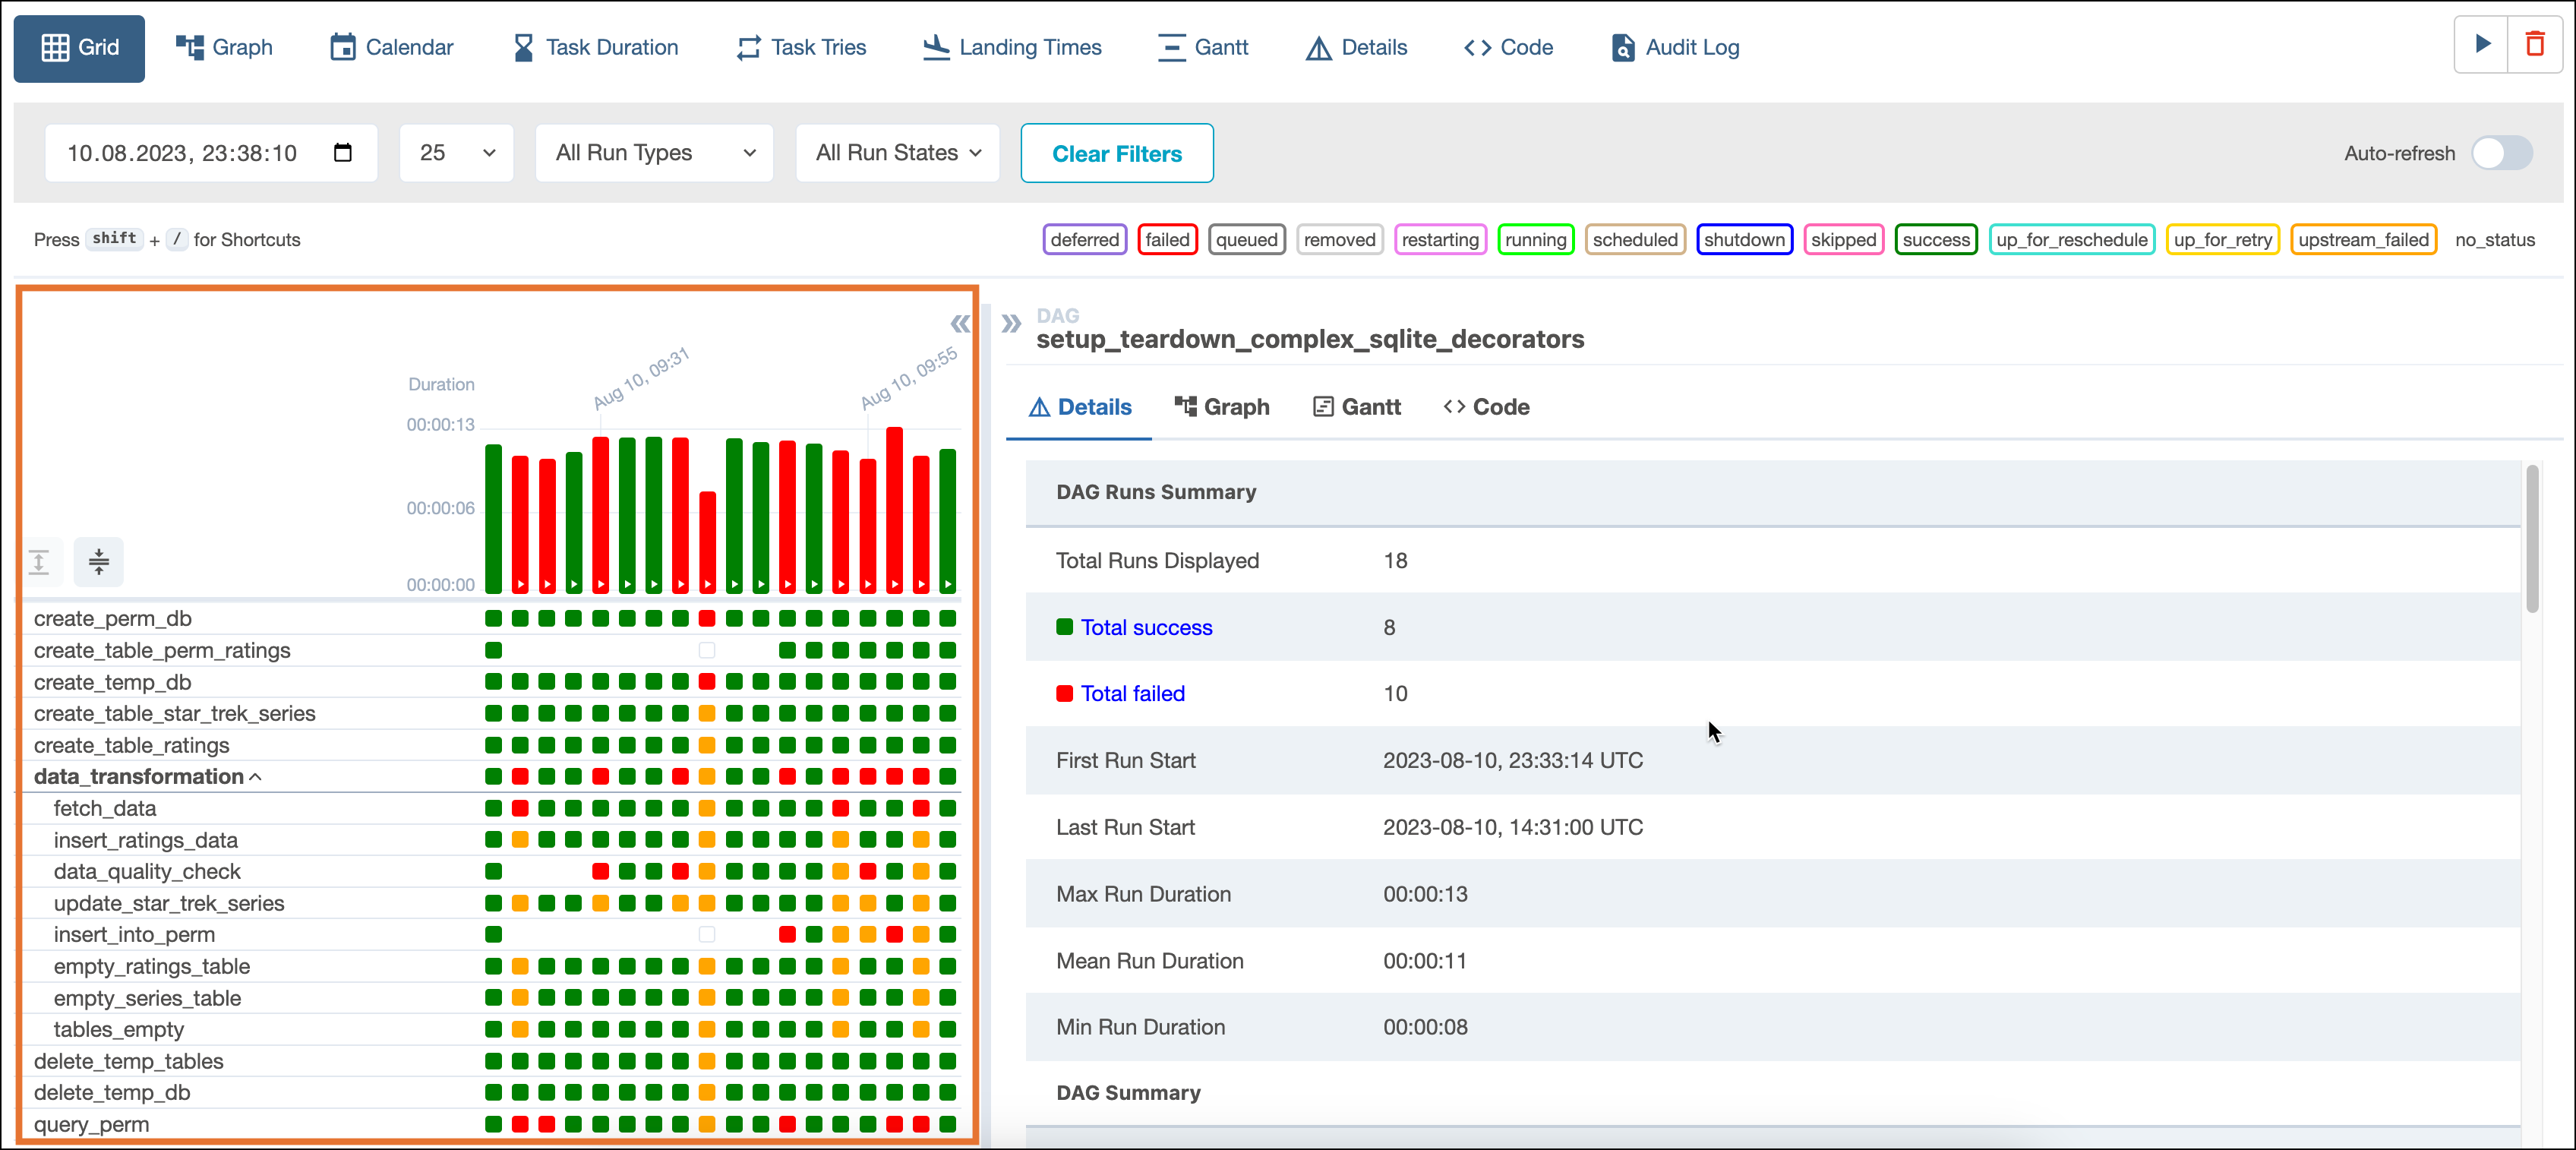 Grid Graph Calendar Task Duration Task Tries Landing Times Gantt Details Code Audit Log
10.08.2023, 23:38:10 25 All Run Types All Run States Clear Filters Auto-refresh
Press shift + / for Shortcuts deferred failed queued removed restarting running scheduled shutdown skipped success up_for_reschedule up_for_retry upstream_failed no_status
Duration
00:00:13
00:00:06
00:00:00
Aug 10, 09:31
Aug 10, 09:55
create_perm_db
create_table_perm_ratings
create_temp_db
create_table_star_trek_series
create_table_ratings
data_transformation
fetch_data
insert_ratings_data
data_quality_check
update_star_trek_series
insert_into_perm
empty_ratings_table
empty_series_table
tables_empty
delete_temp_tables
delete_temp_db
query_perm
DAG
setup_teardown_complex_sqlite_decorators
Details Graph Gantt Code
DAG Runs Summary
Total Runs Displayed 18
Total success 8
Total failed 10
First Run Start 2023-08-10, 23:33:14 UTC
Last Run Start 2023-08-10, 14:31:00 UTC
Max Run Duration 00:00:13
Mean Run Duration 00:00:11
Min Run Duration 00:00:08
DAG Summary